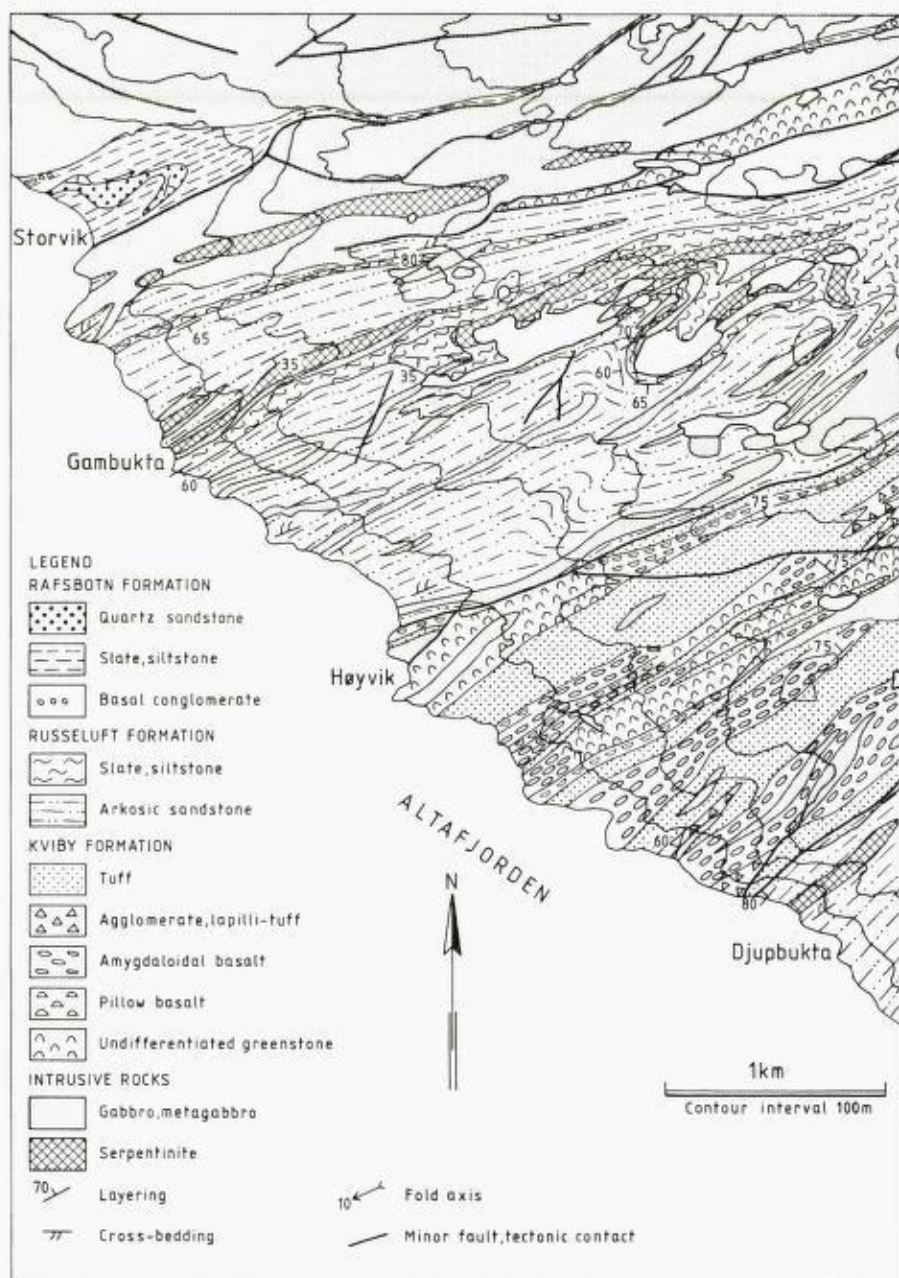 Storvik
80
65
35
35
70
60
65
Gambukta
60
75
75
75
Høyvik
60
80
Djupbukta
ALTAFJORDEN
N
LEGEND
RAFSBOTN FORMATION
Quartz sandstone
Slate, siltstone
Basal conglomerate
RUSSELUFT FORMATION
Slate, siltstone
Arkosic sandstone
KVIBY FORMATION
Tuff
Agglomerate, lapilli-tuff
Amygdaloidal basalt
Pillow basalt
Undifferentiated greenstone
INTRUSIVE ROCKS
Gabbro, metagabbro
Serpentinite
70 Layering
10 Fold axis
Cross-bedding
Minor fault, tectonic contact
1km
Contour interval 100m